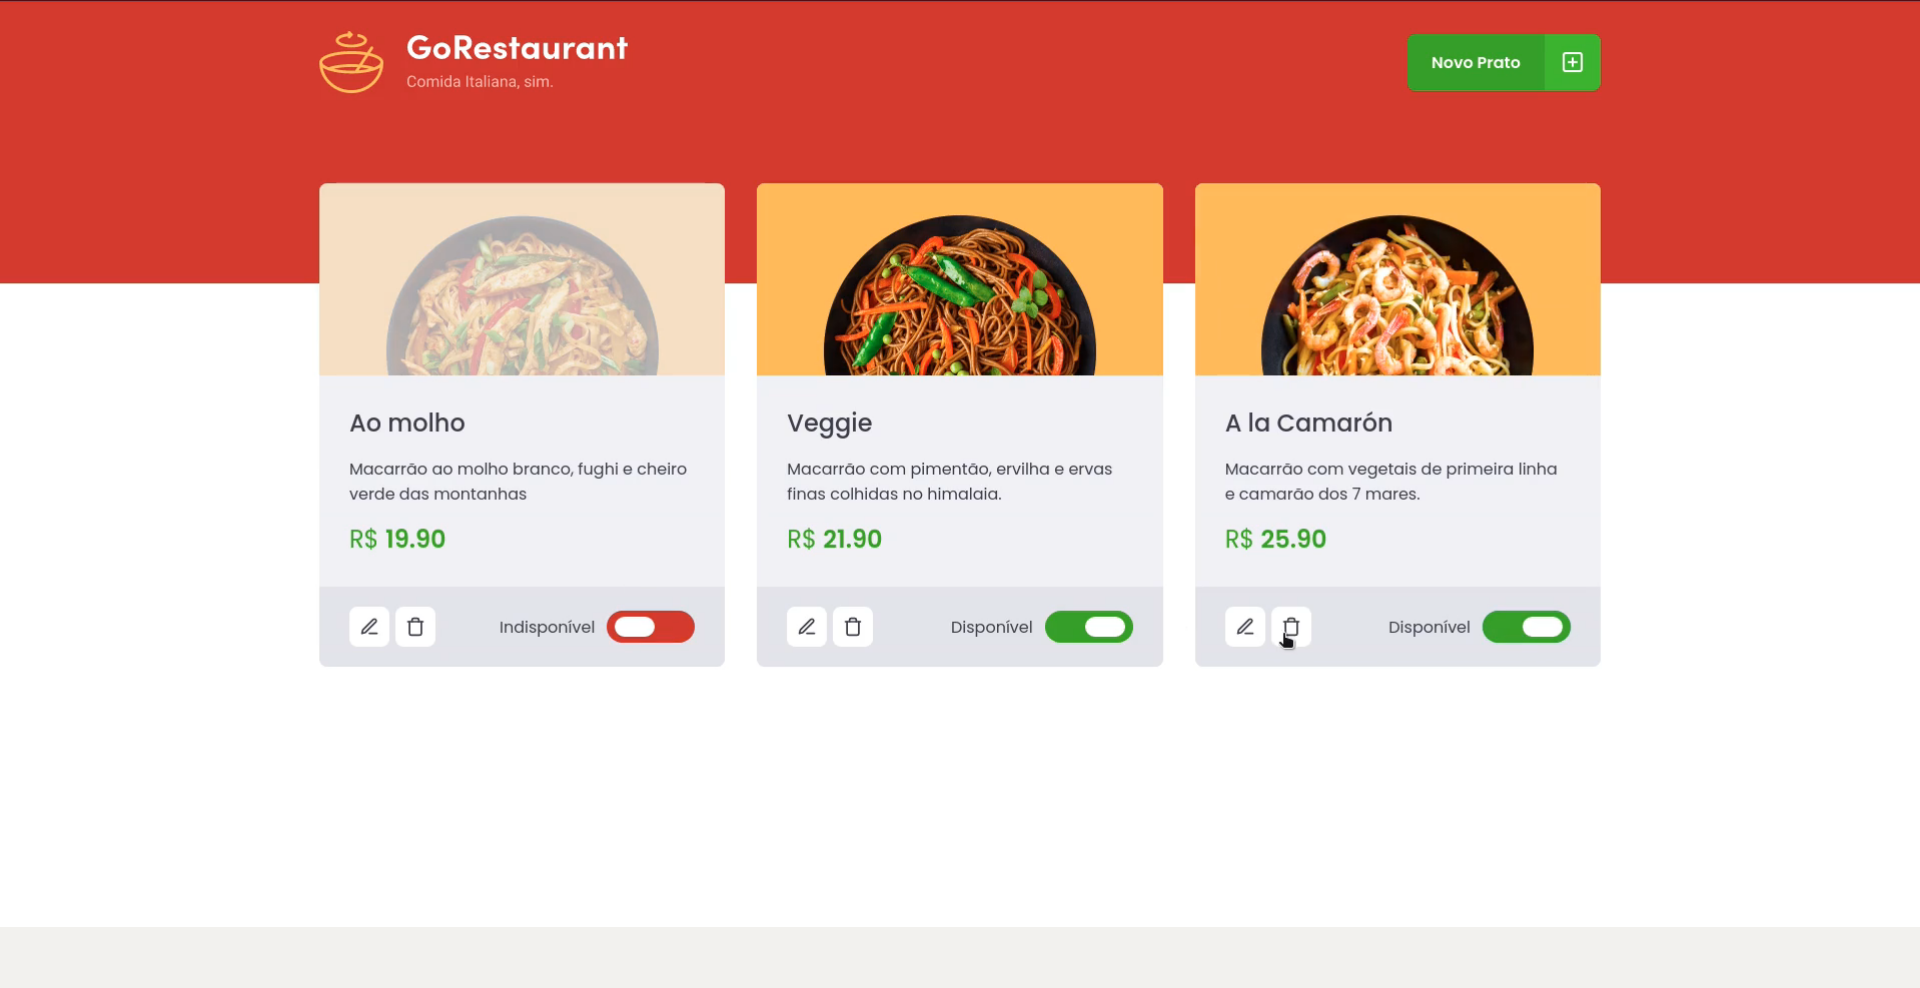 GoRestaurant
Comida Italiana, sim.
Novo Prato
Ao molho
Macarrão ao molho branco, fughi e cheiro
verde das montanhas
R$ 19.90
Indisponível
Veggie
Macarrão com pimentão, ervilha e ervas
finas colhidas no himalaia.
R$ 21.90
Disponível
A la Camarón
Macarrão com vegetais de primeira linha
e camarão dos 7 mares.
R$ 25.90
Disponível